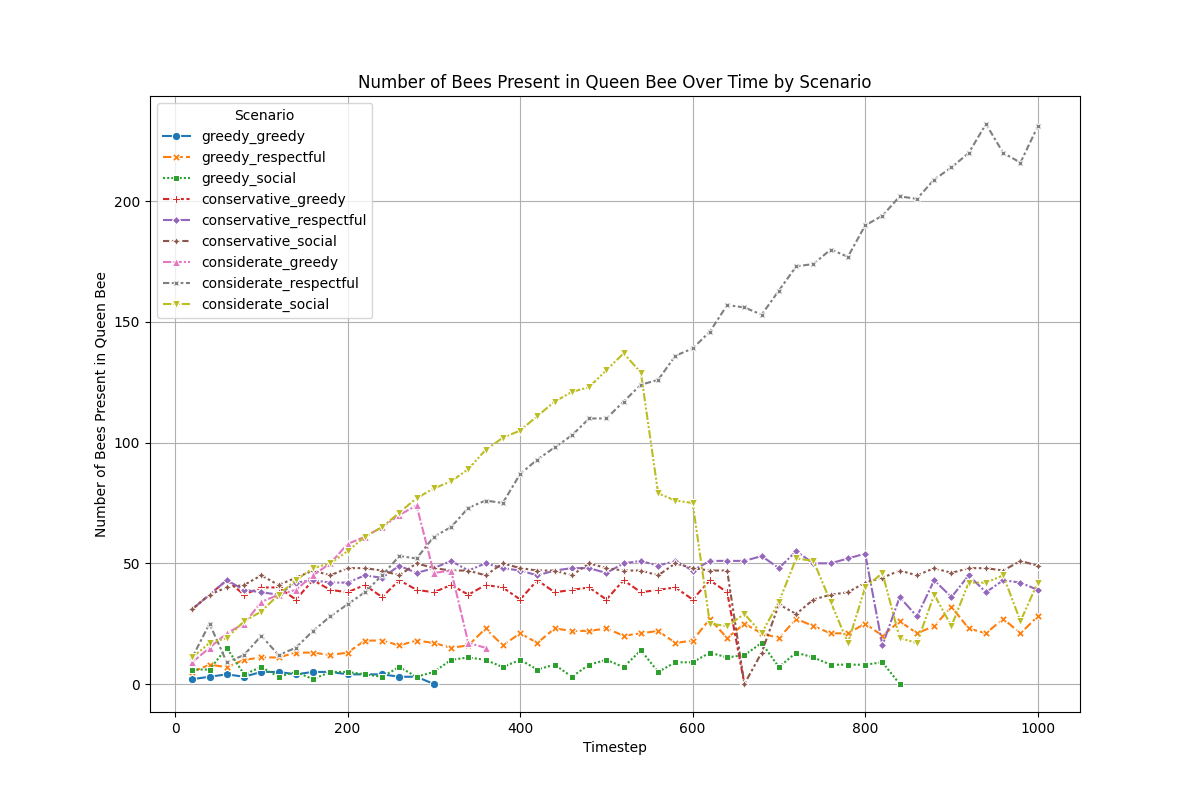 Number of Bees Present in Queen Bee Over Time by Scenario
Scenario
greedy_greedy
greedy_respectful
greedy_social
conservative_greedy
conservative_respectful
conservative_social
considerate_greedy
considerate_respectful
considerate_social
Number of Bees Present in Queen Bee
200
150
100
50
0
0 200 400 600 800 1000
Timestep